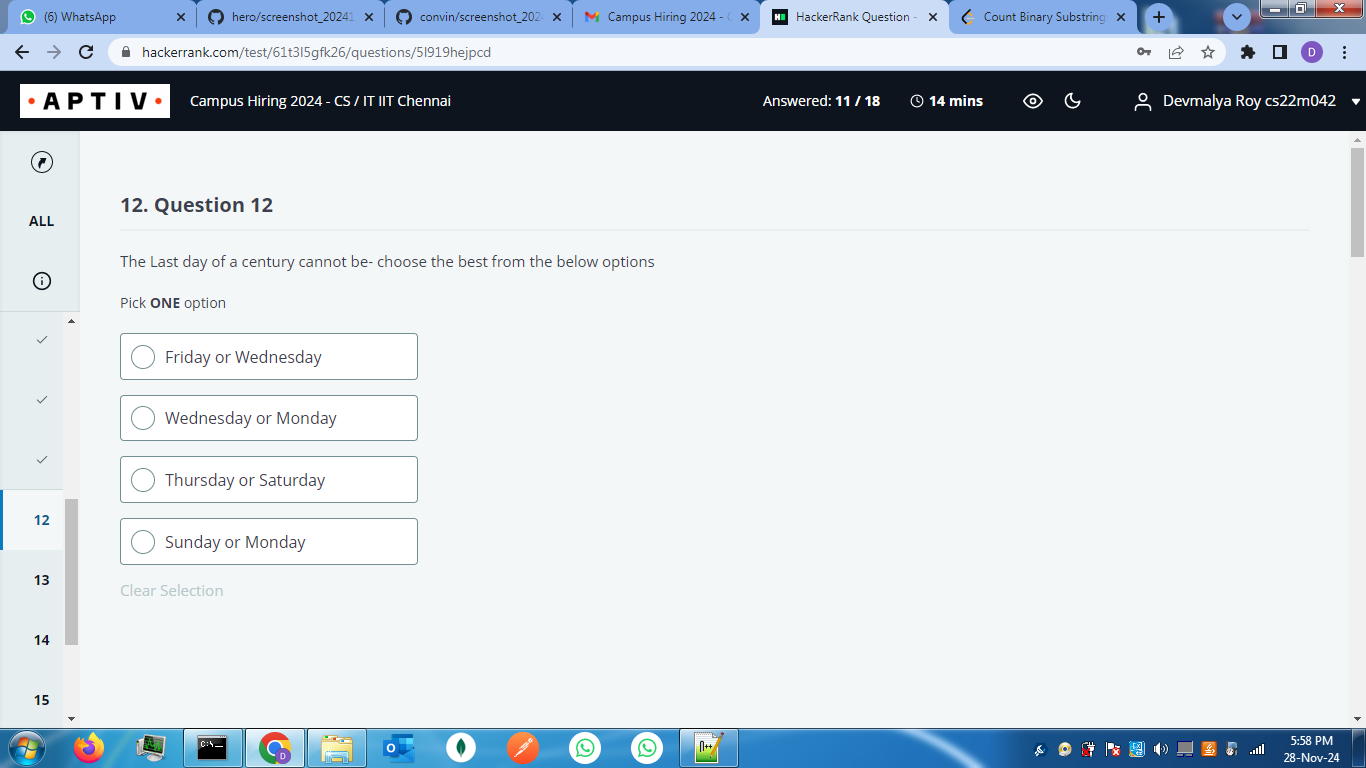 (6) WhatsApp
hero/screenshot_20241
convin/screenshot_202
Campus Hiring 2024 - C
HackerRank Question -
Count Binary Substring
hackerrank.com/test/61t3l5gfk26/questions/5l919hejpcd
D
APTIV
Campus Hiring 2024 - CS / IT IIT Chennai
Answered: 11 / 18
14 mins
Devmalya Roy cs22m042
ALL
12. Question 12
The Last day of a century cannot be- choose the best from the below options
Pick ONE option
Friday or Wednesday
Wednesday or Monday
Thursday or Saturday
Sunday or Monday
Clear Selection
12
13
14
15
5:58 PM
28-Nov-24